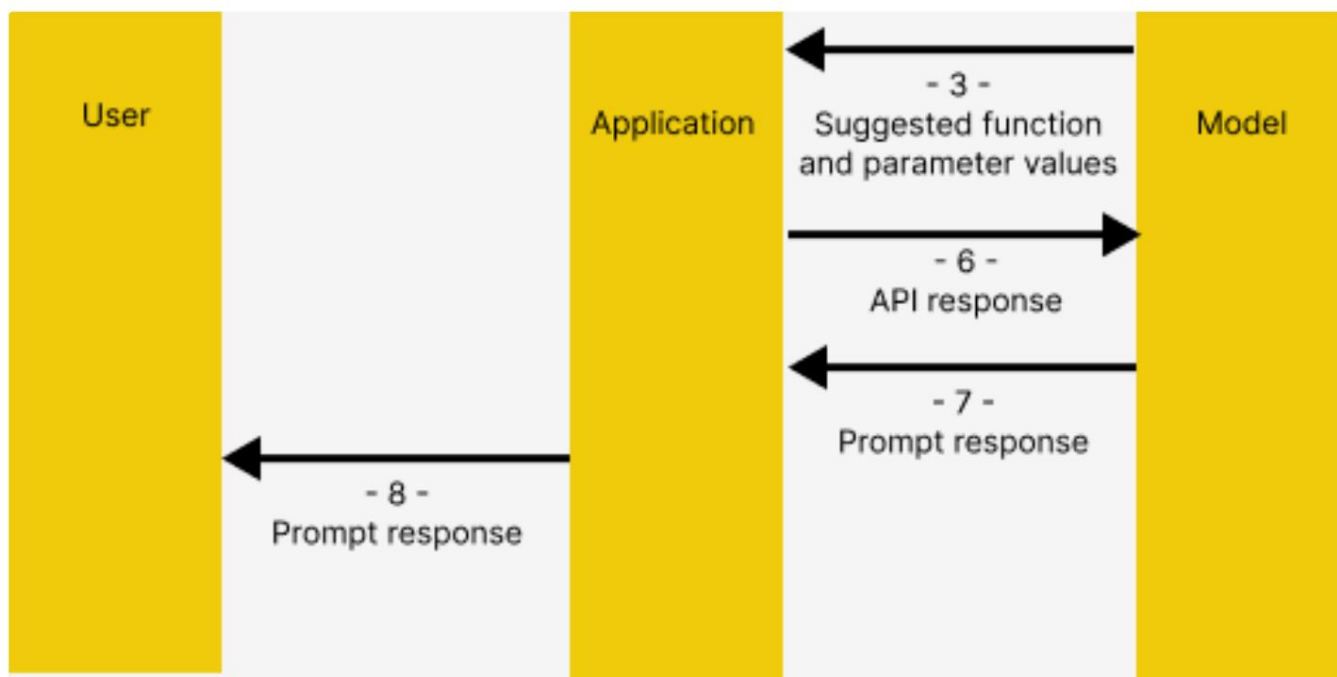 User
Application
Model
- 3 -
Suggested function
and parameter values
- 6 -
API response
- 7 -
Prompt response
- 8 -
Prompt response